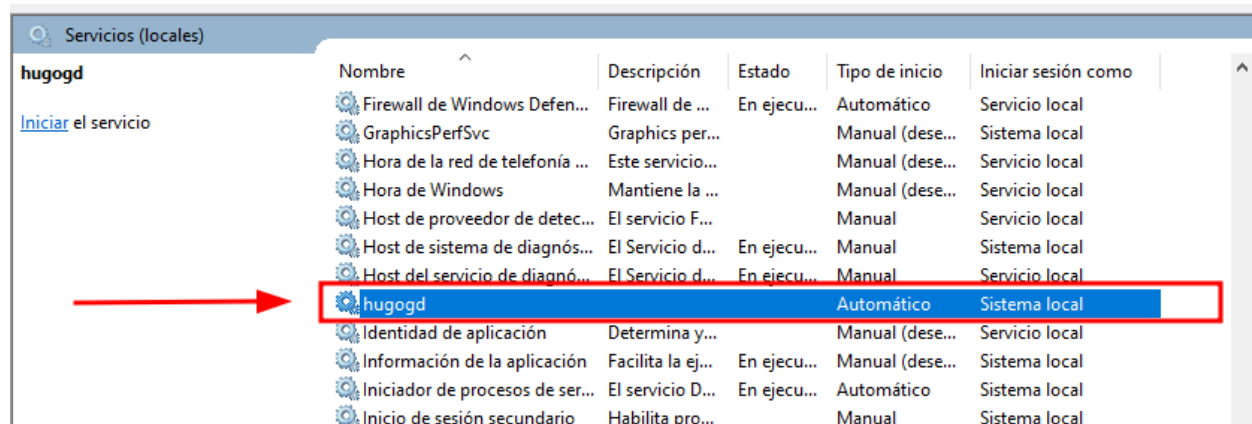 Servicios (locales)
hugogd
Iniciar el servicio
Nombre Descripción Estado Tipo de inicio Iniciar sesión como
Firewall de Windows Defen... Firewall de ... En ejecu... Automático Servicio local
GraphicsPerfSvc Graphics per... Manual (dese... Sistema local
Hora de la red de telefonía ... Este servicio... Manual (dese... Servicio local
Hora de Windows Mantiene la ... Manual (dese... Servicio local
Host de proveedor de detec... El servicio F... Manual Servicio local
Host de sistema de diagnós... El Servicio d... En ejecu... Manual Sistema local
Host del servicio de diagnó... El Servicio d... En ejecu... Manual Servicio local
hugogd Automático Sistema local
Identidad de aplicación Determina y... Manual (dese... Servicio local
Información de la aplicación Facilita la ej... En ejecu... Manual (dese... Sistema local
Iniciador de procesos de ser... El servicio D... En ejecu... Automático Sistema local
Inicio de sesión secundario Habilita pro... Manual Sistema local